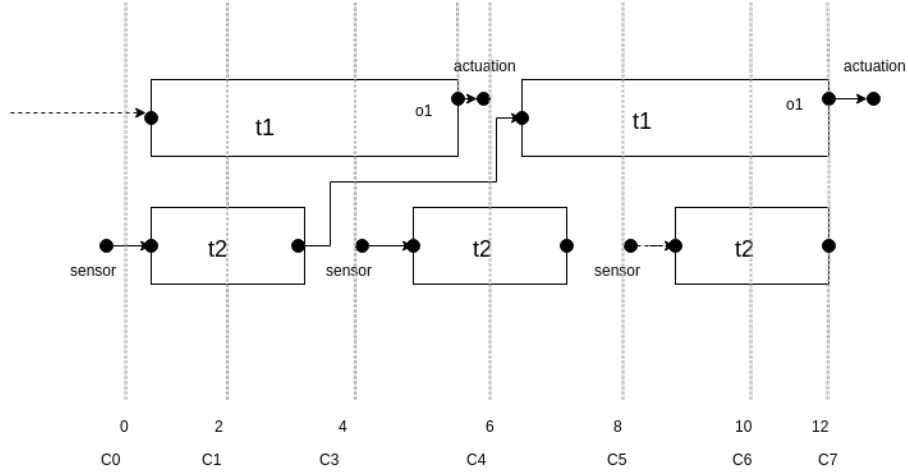 actuation
actuation
o1
o1
t1
t1
t2
t2
t2
sensor
sensor
sensor
0 2 4 6 8 10 12
C0 C1 C3 C4 C5 C6 C7